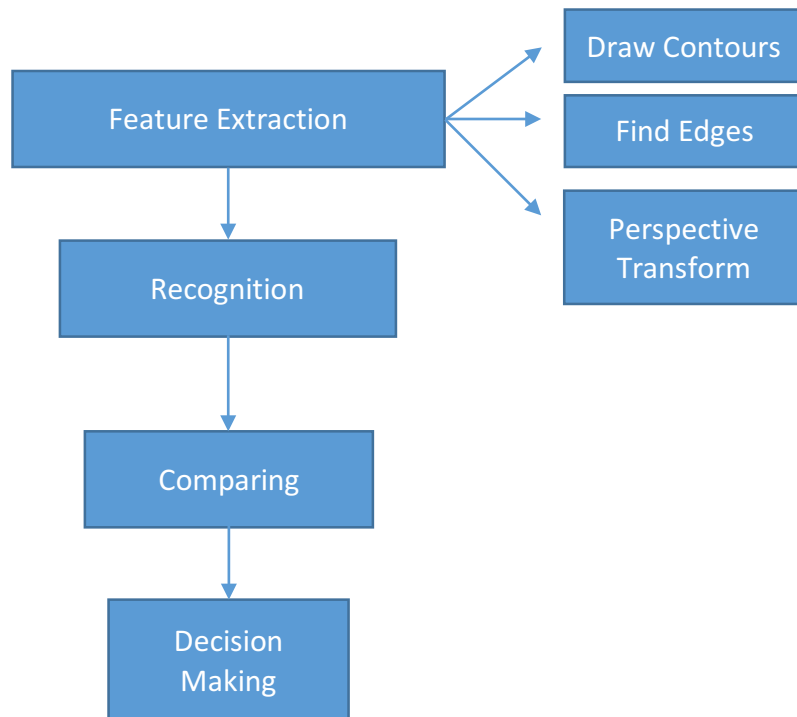 Draw Contours
Feature Extraction
Find Edges
Perspective
Transform
Recognition
Comparing
Decision
Making